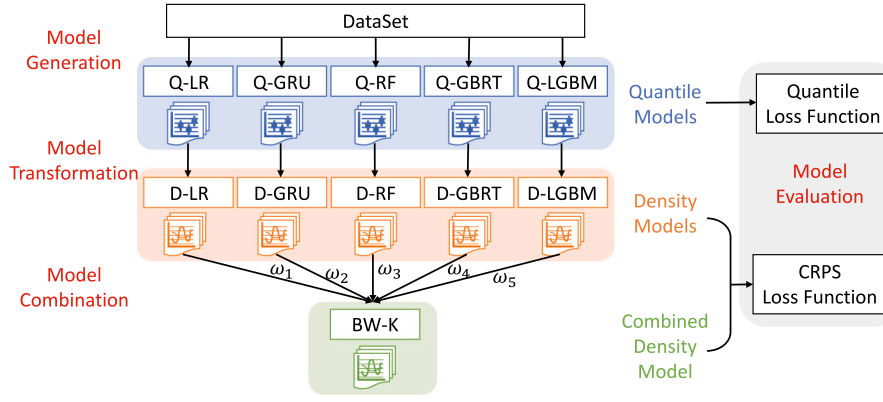 DataSet
Model
Generation
Q-LR
Q-GRU
Q-RF
Q-GBRT
Q-LGBM
Model
Transformation
D-LR
D-GRU
D-RF
D-GBRT
D-LGBM
Model
Combination
ω1
ω2
ω3
ω4
ω5
BW-K
Quantile
Models
Quantile
Loss Function
Model
Evaluation
Density
Models
CRPS
Loss Function
Combined
Density
Model